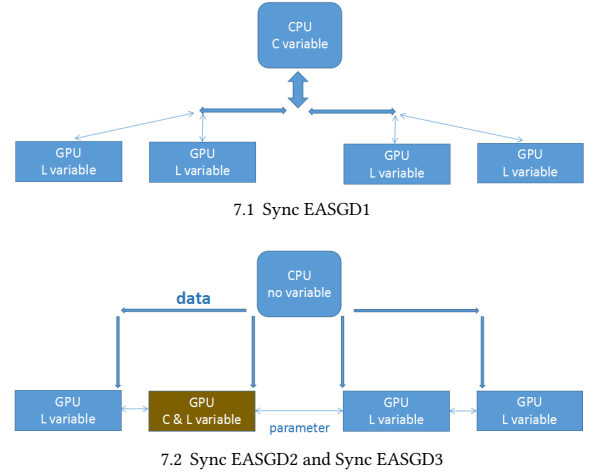 CPU
C variable
GPU
L variable
GPU
L variable
GPU
L variable
GPU
L variable
7.1 Sync EASGD1
CPU
no variable
data
GPU
L variable
GPU
C & L variable
parameter
GPU
L variable
GPU
L variable
7.2 Sync EASGD2 and Sync EASGD3